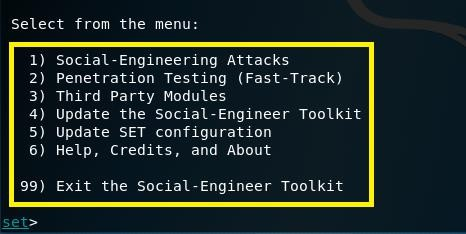 Select from the menu:
1) Social-Engineering Attacks
2) Penetration Testing (Fast-Track)
3) Third Party Modules
4) Update the Social-Engineer Toolkit
5) Update SET configuration
6) Help, Credits, and About
99) Exit the Social-Engineer Toolkit
set>